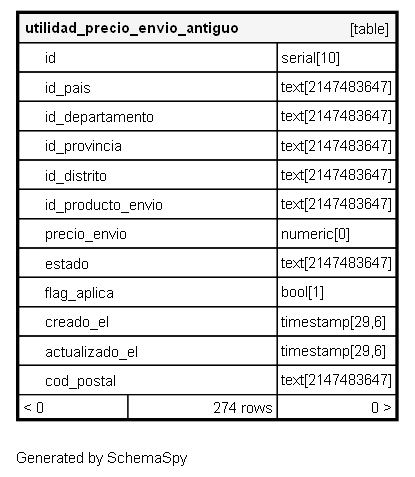 utilidad_precio_envio_antiguo [table]
id serial[10]
id_pais text[2147483647]
id_departamento text[2147483647]
id_provincia text[2147483647]
id_distrito text[2147483647]
id_producto_envio text[2147483647]
precio_envio numeric[0]
estado text[2147483647]
flag_aplica bool[1]
creado_el timestamp[29,6]
actualizado_el timestamp[29,6]
cod_postal text[2147483647]
< 0 274 rows 0 >
Generated by SchemaSpy